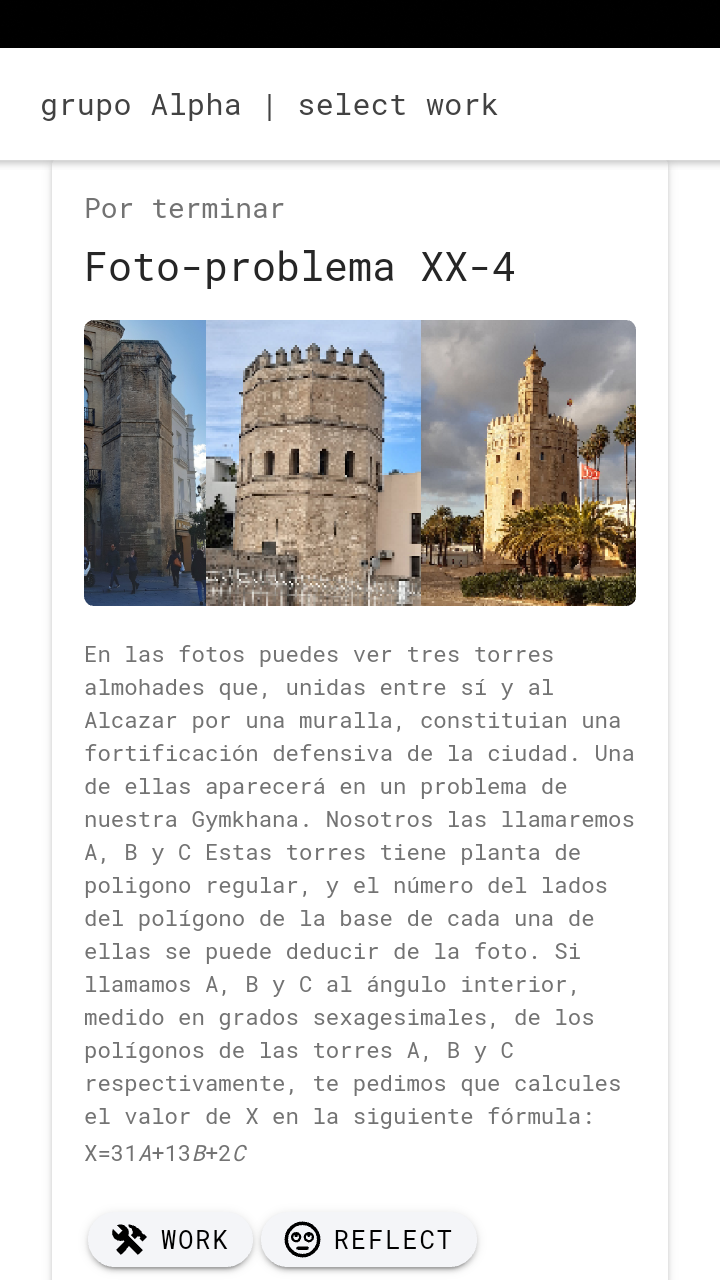 grupo Alpha | select work
Por terminar
Foto-problema XX-4
En las fotos puedes ver tres torres
almohades que, unidas entre sí y al
Alcazar por una muralla, constituian una
fortificación defensiva de la ciudad. Una
de ellas aparecerá en un problema de
nuestra Gymkhana. Nosotros las llamaremos
A, B y C Estas torres tiene planta de
poligono regular, y el número del lados
del polígono de la base de cada una de
ellas se puede deducir de la foto. Si
llamamos A, B y C al ángulo interior,
medido en grados sexagesimales, de los
polígonos de las torres A, B y C
respectivamente, te pedimos que calcules
el valor de X en la siguiente fórmula:
X=31A+13B+2C
WORK REFLECT